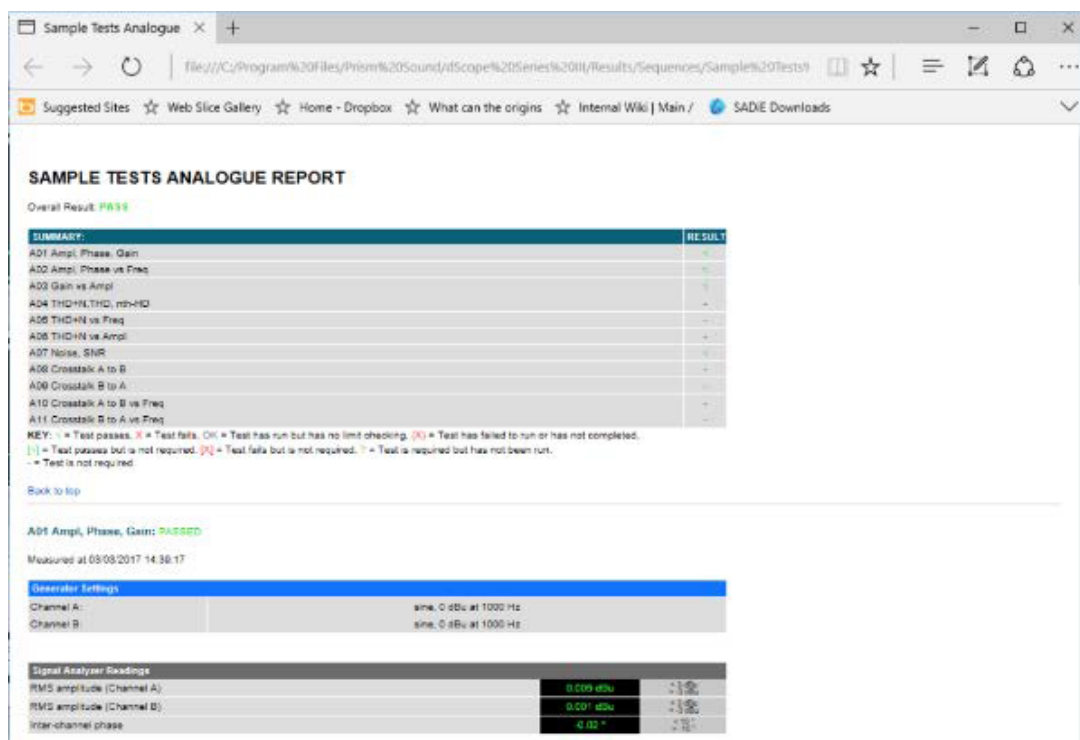 Sample Tests Analogue
file:///C:/Program%20Files/Prism%20Sound/dScope%20Series%20III/Results/Sequences/Sample%20Tests
Suggested Sites Web Slice Gallery Home - Dropbox What can the origins Internal Wiki | Main / SADiE Downloads
SAMPLE TESTS ANALOGUE REPORT
Overall Result: PASS
SUMMARY: RESULT
A01 Ampl, Phase, Gain √
A02 Ampl, Phase vs Freq √
A03 Gain vs Ampl √
A04 THD+N,THD, nth-HD -
A05 THD+N vs Freq -
A06 THD+N vs Ampl -
A07 Noise, SNR √
A08 Crosstalk A to B -
A09 Crosstalk B to A -
A10 Crosstalk A to B vs Freq -
A11 Crosstalk B to A vs Freq -
KEY: √ = Test passes, X = Test fails, OK = Test has run but has no limit checking, (X) = Test has failed to run or has not completed,
[√] = Test passes but is not required, [X] = Test fails but is not required, ? = Test is required but has not been run.
- = Test is not required
Back to top
A01 Ampl, Phase, Gain: PASSED
Measured at 14:39:17
Generator Settings
Channel A: sine, 0 dBu at 1000 Hz
Channel B: sine, 0 dBu at 1000 Hz
Signal Analyzer Readings
RMS amplitude (Channel A) dBu
RMS amplitude (Channel B) 0.001 dBu
Inter-channel phase -0.02 °